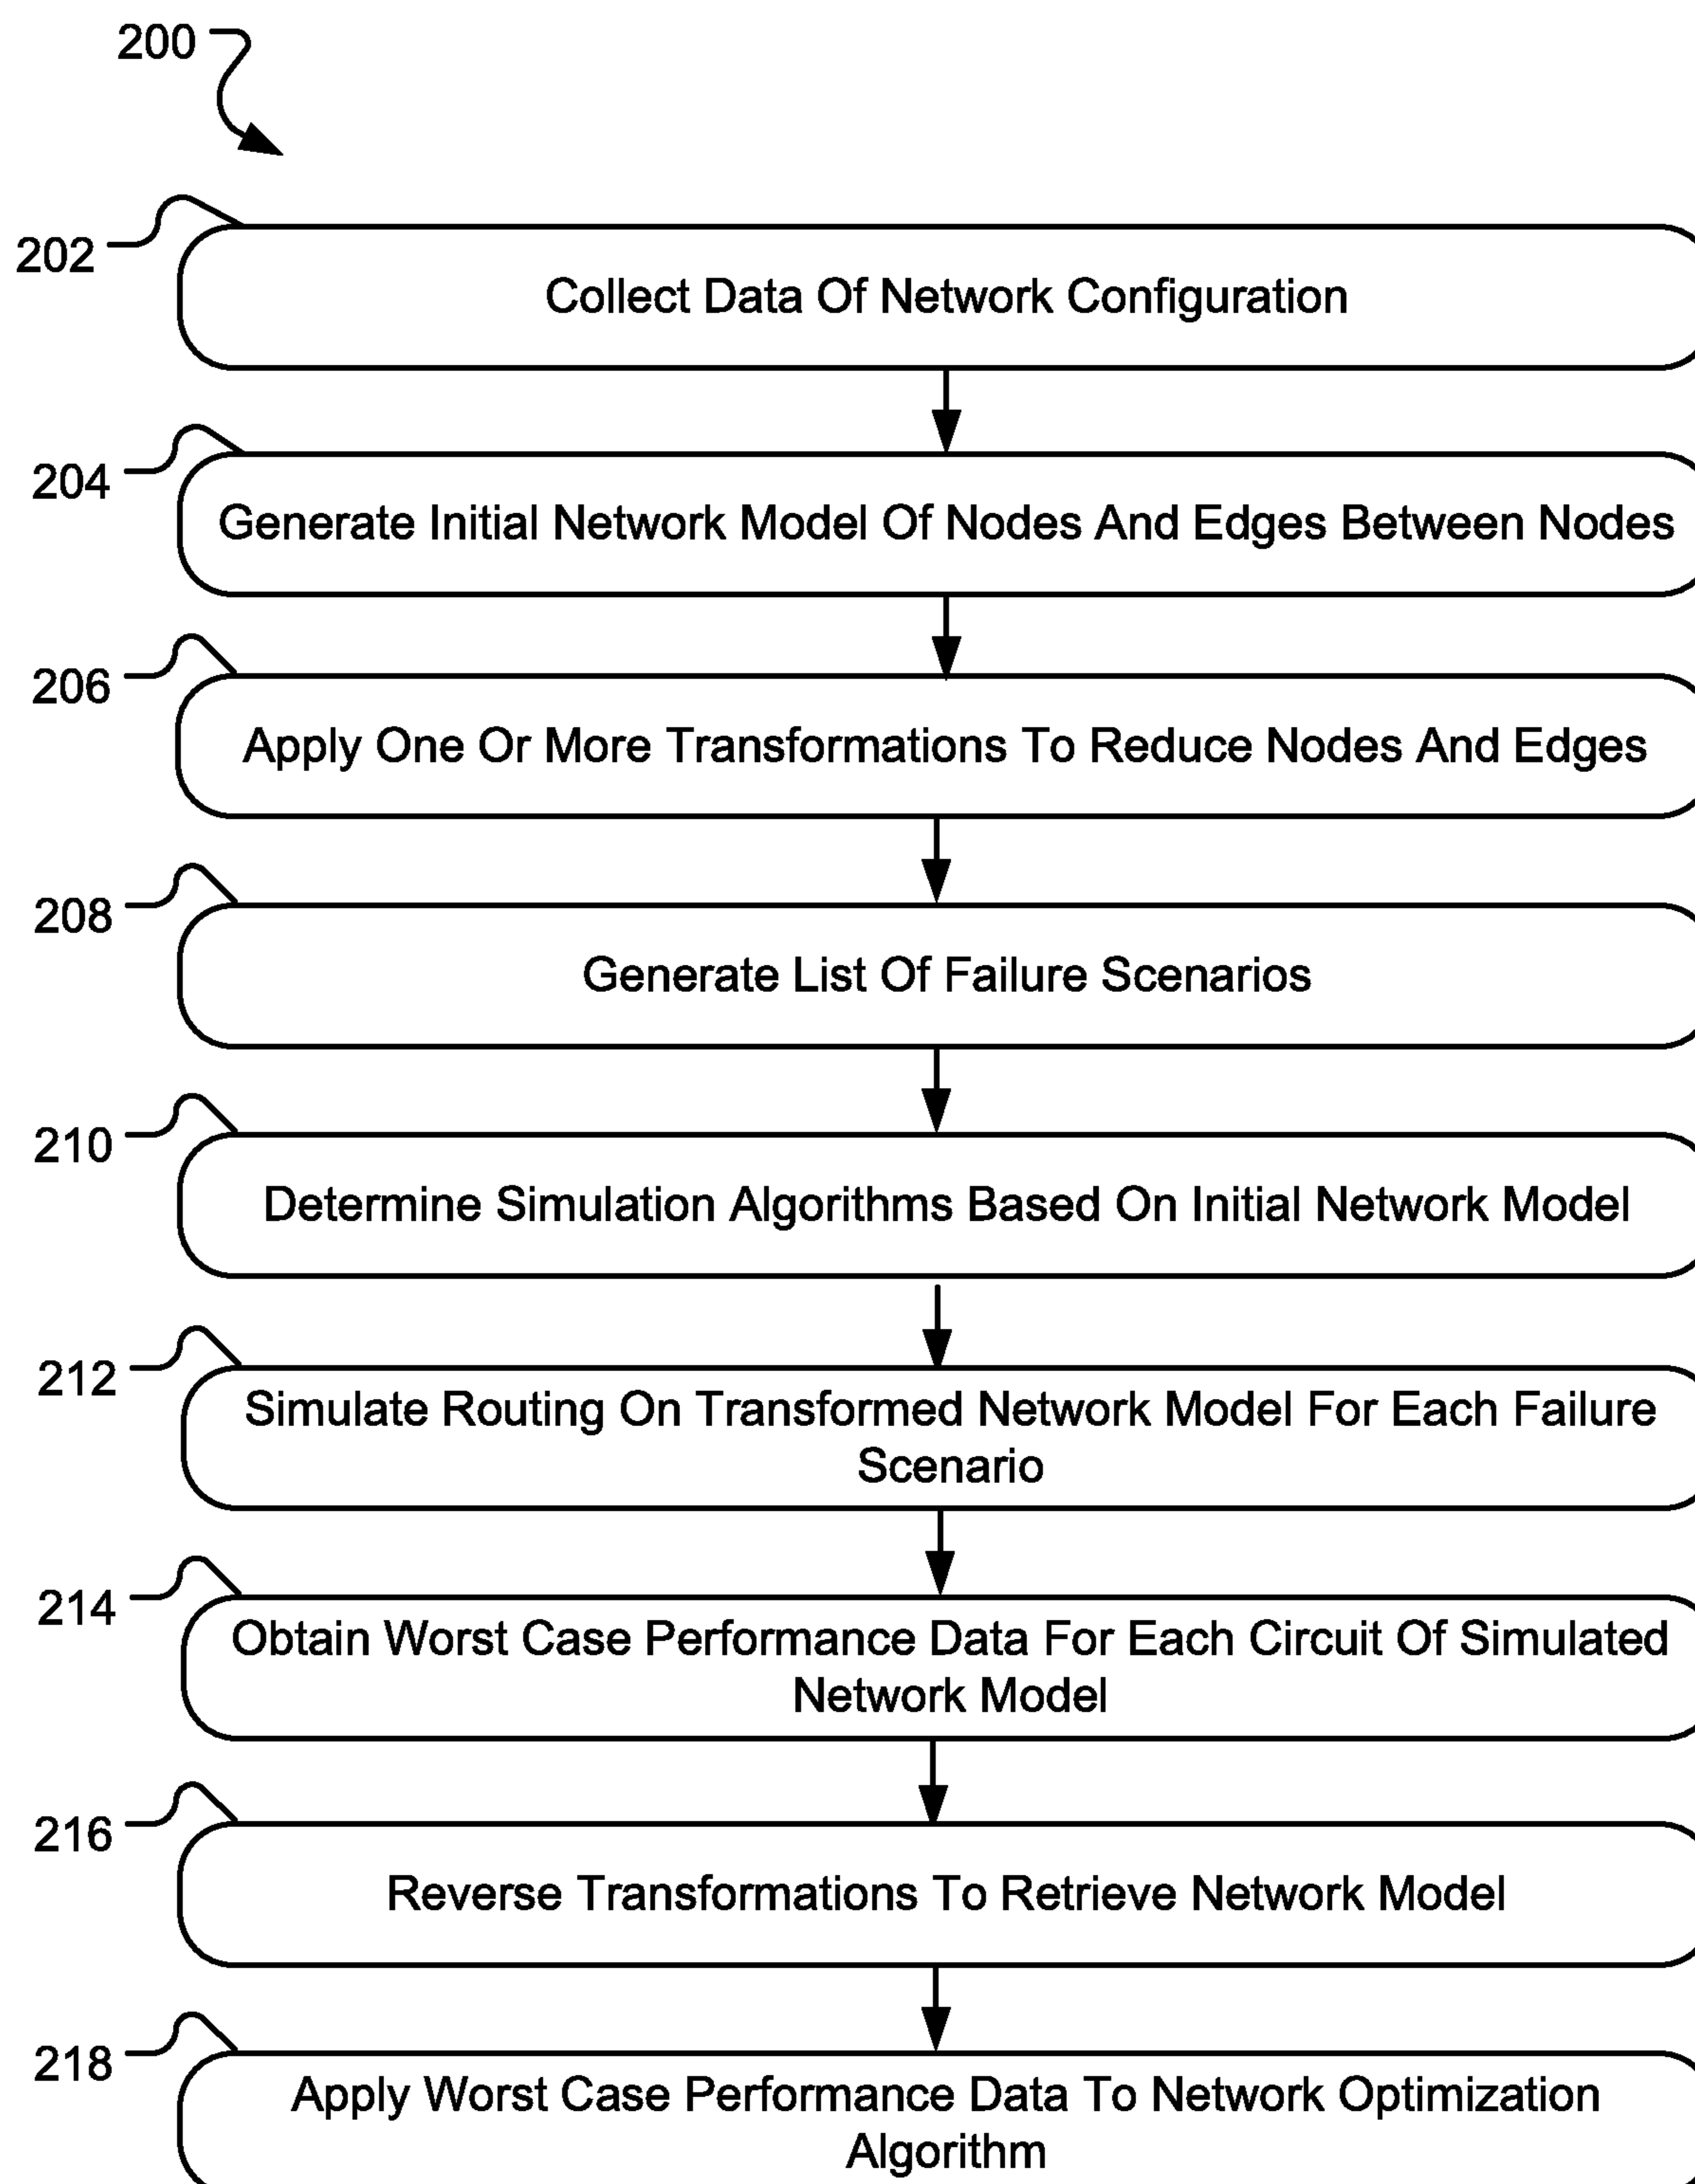 200
202
Collect Data Of Network Configuration
204
Generate Initial Network Model Of Nodes And Edges Between Nodes
206
Apply One Or More Transformations To Reduce Nodes And Edges
208
Generate List Of Failure Scenarios
210
Determine Simulation Algorithms Based On Initial Network Model
212
Simulate Routing On Transformed Network Model For Each Failure
Scenario
214
Obtain Worst Case Performance Data For Each Circuit Of Simulated
Network Model
216
Reverse Transformations To Retrieve Network Model
218
Apply Worst Case Performance Data To Network Optimization
Algorithm